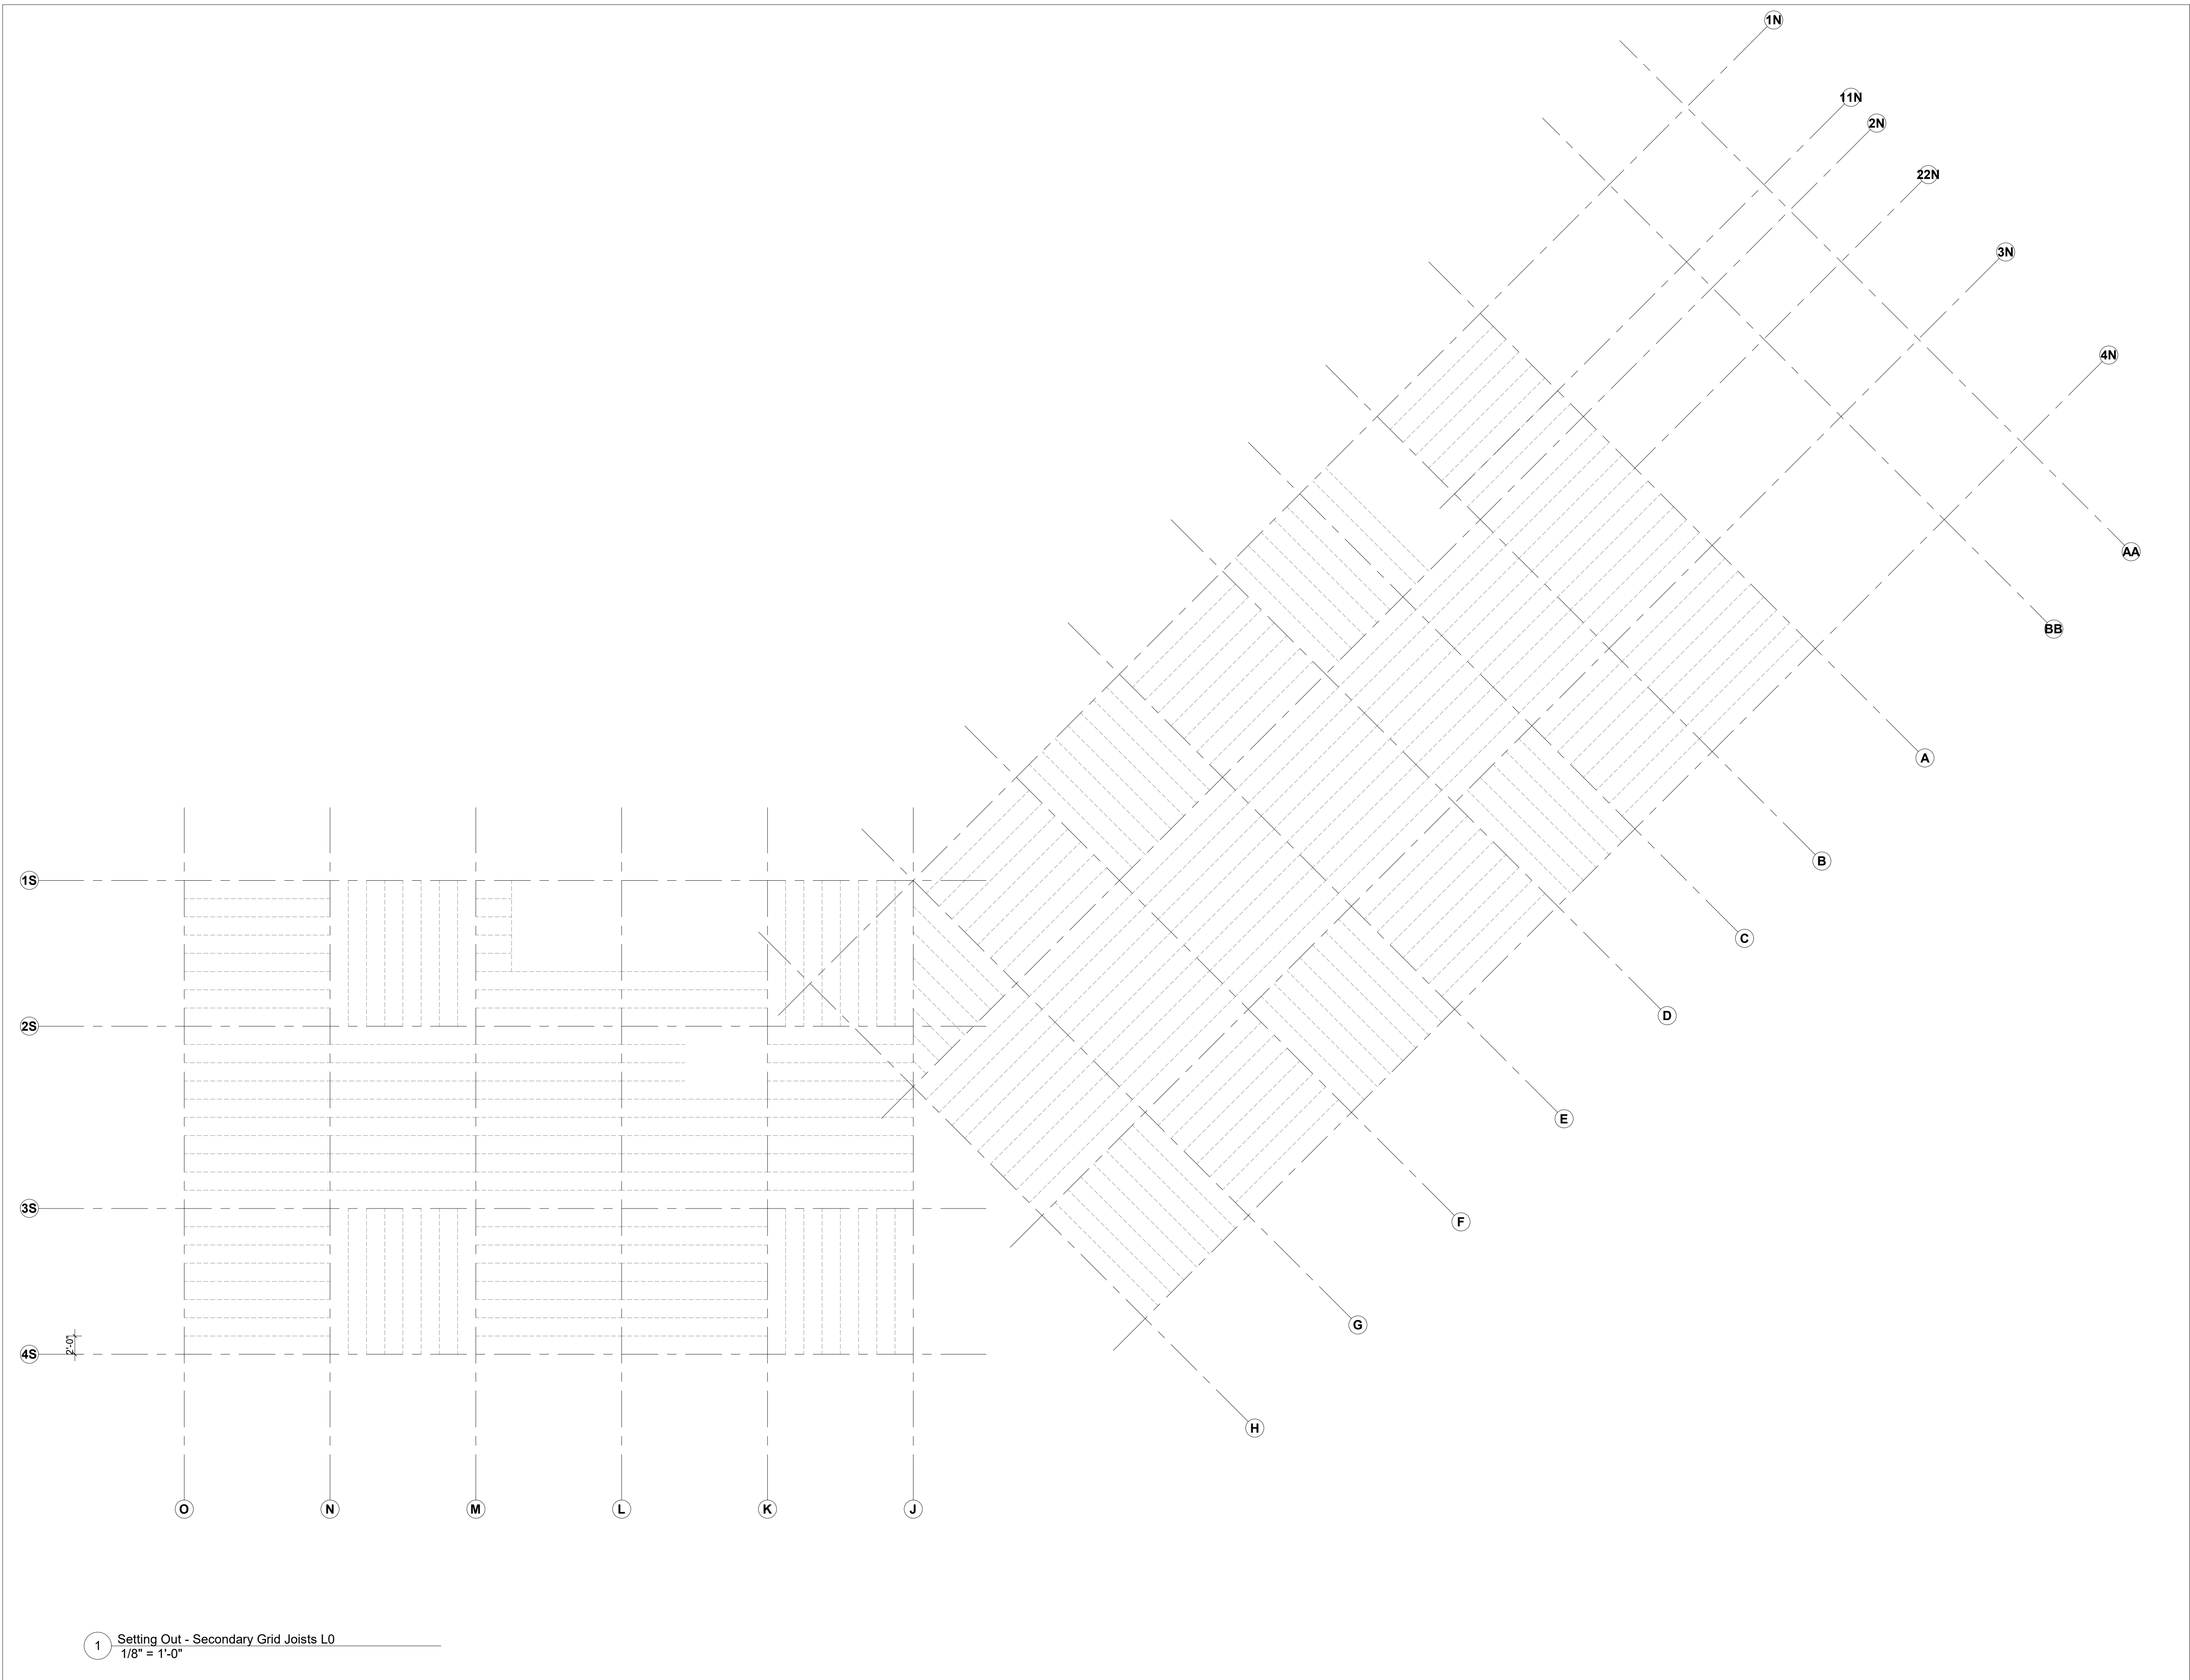 1N
11N
2N
22N
3N
4N
AA
BB
A
B
C
D
E
F
G
H
1S
2S
3S
4S
2'-0"
O N M L K J
1 Setting Out - Secondary Grid Joists L0
1/8" = 1'-0"